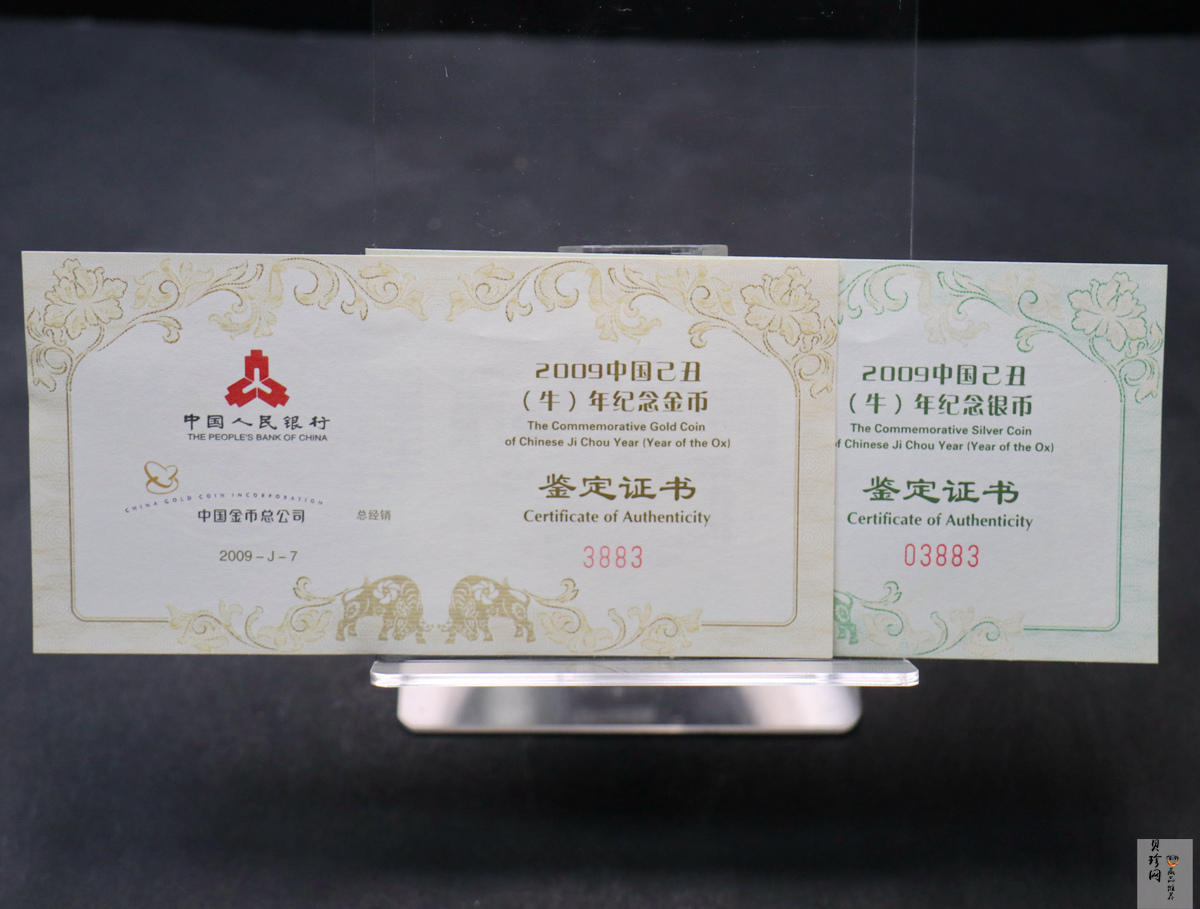 中国人民银行
THE PEOPLE'S BANK OF CHINA
CHINA GOLD COIN INCORPORATION
中国金币总公司
总经销
2009-J-7
2009中国己丑
（牛）年纪念金币
The Commemorative Gold Coin
of Chinese Ji Chou Year (Year of the Ox)
鉴定证书
Certificate of Authenticity
3883
2009中国己丑
（牛）年纪念银币
The Commemorative Silver Coin
of Chinese Ji Chou Year (Year of the Ox)
鉴定证书
Certificate of Authenticity
03883
贝珍网